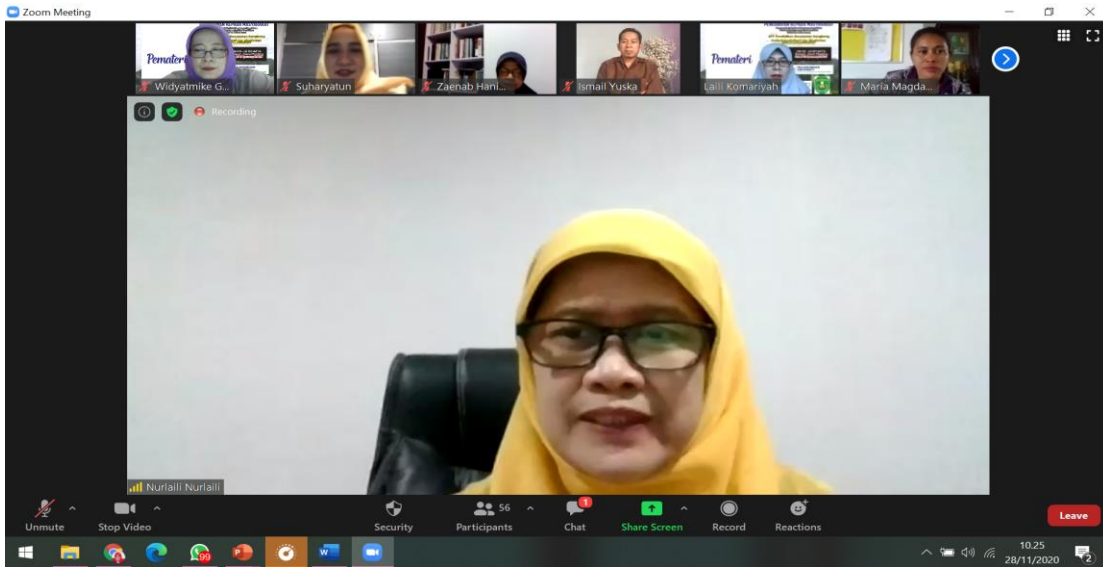 Zoom Meeting
Pemateri
Pemateri
Widyatmike G...
Suharyatun
Zaenab Hani...
Ismail Yuska
Laili Komariyah
Maria Magda...
Recording
Nurlaili Nurlaili
Unmute
Stop Video
Security
56
Participants
1
Chat
Share Screen
Record
Reactions
Leave
99
10.25
28/11/2020
2